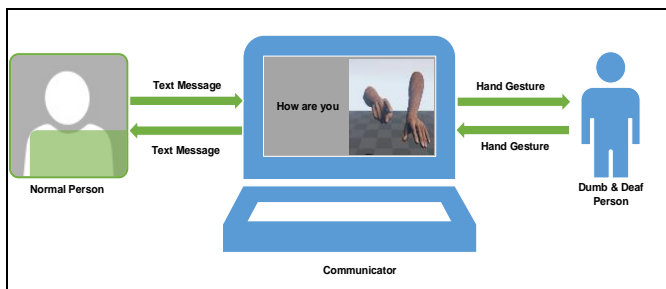 Text Message
Hand Gesture
How are you
Text Message
Hand Gesture
Normal Person
Dumb & Deaf
Person
Communicator